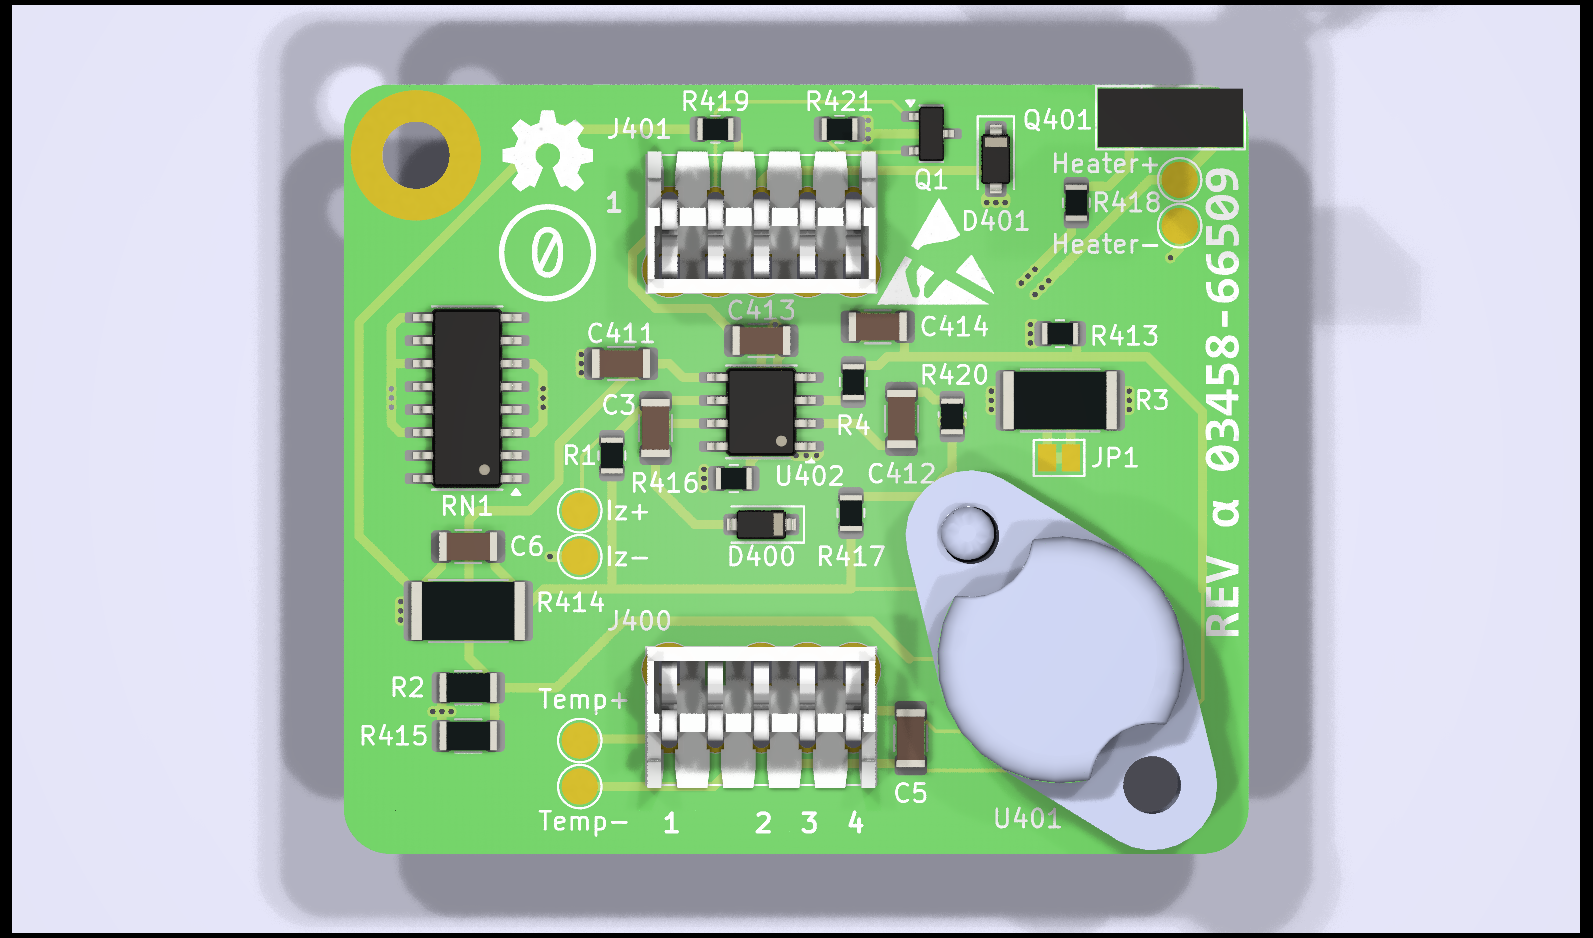 R419
R421
J401
Q401
Heater+
Q1
R418
1
D401
Heater-
0
C413
C414
C411
R413
R420
C3
R3
R4
R1
JP1
C412
U402
R416
RN1
Iz+
C6
D400
R417
Iz-
R414
J400
R2
Temp+
R415
C5
Temp-
1 2 3 4
U401
REV α 03458-66509